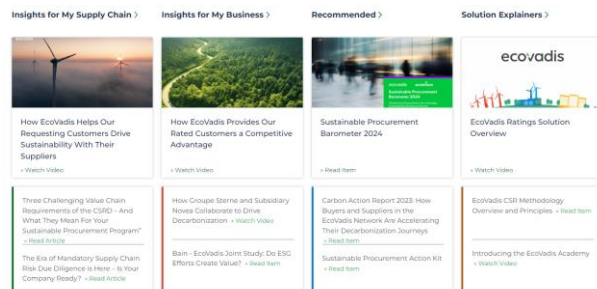 Insights for My Supply Chain >
How EcoVadis Helps Our
Requesting Customers Drive
Sustainability With Their
Suppliers
» Watch Video
Three Challenging Value Chain
Requirements of the CSRD – And
What They Mean For Your
Sustainable Procurement Program"
» Read Article
The Era of Mandatory Supply Chain
Risk Due Diligence is Here – Is Your
Company Ready? » Read Article
Insights for My Business >
How EcoVadis Provides Our
Rated Customers a Competitive
Advantage
» Watch Video
How Groupe Sterne and Subsidiary
Novea Collaborate to Drive
Decarbonization » Watch Video
Bain - EcoVadis Joint Study: Do ESG
Efforts Create Value? » Read Item
Recommended >
ecovadis accenture
Sustainable Procurement
Barometer 2024
Sustainable Procurement
Barometer 2024
» Read Item
Carbon Action Report 2023: How
Buyers and Suppliers in the
EcoVadis Network Are Accelerating
Their Decarbonization Journeys
» Read Item
Sustainable Procurement Action Kit
» Read Item
Solution Explainers >
ecovadis
EcoVadis Ratings Solution
Overview
» Watch Video
EcoVadis CSR Methodology
Overview and Principles » Read Item
Introducing the EcoVadis Academy
» Watch Video